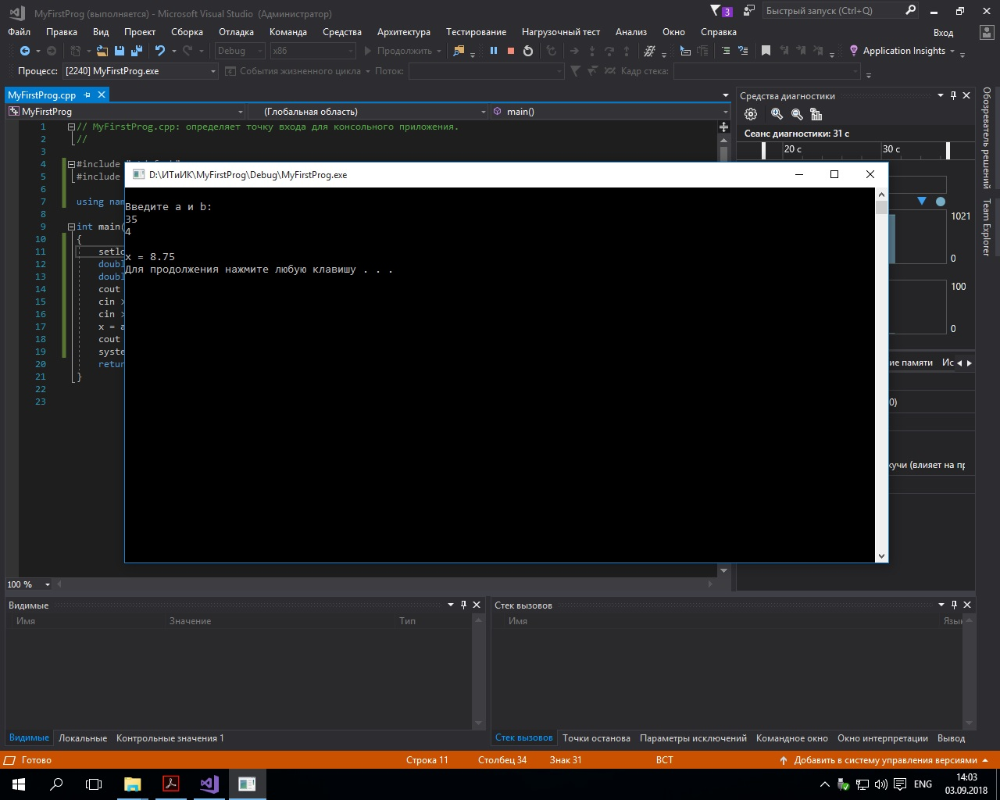 MyFirstProg (выполняется) - Microsoft Visual Studio (Администратор)
3
Быстрый запуск (Ctrl+Q)
Файл Правка Вид Проект Сборка Отладка Команда Средства Архитектура Тестирование Нагрузочный тест Анализ Окно Справка Вход
Debug x86 Продолжить Application Insights
Процесс: [2240] MyFirstProg.exe События жизненного цикла Поток: Кадр стека:
MyFirstProg.cpp
MyFirstProg (Глобальная область) main()
1 // MyFirstProg.cpp: определяет точку входа для консольного приложения.
2 //
3
4 #include
5 #include
6
7 using nam
8
9 int main(
10 {
11 setlc
12 doubl
13 doubl
14 cout
15 cin >
16 cin >
17 x = a
18 cout
19 syste
20 retur
21 }
22
23
D:\ИТиИК\MyFirstProg\Debug\MyFirstProg.exe
Введите a и b:
35
4
x = 8.75
Для продолжения нажмите любую клавишу . . .
Средства диагностики
Сеанс диагностики: 31 с
20 с 30 с
1021
0
100
0
ие памяти Ис
0)
кучи (влияет на пр
Обозреватель решений
Team Explorer
100 %
Видимые
Имя Значение Тип
Видимые Локальные Контрольные значения 1
Стек вызовов
Имя Язык
Стек вызовов Точки останова Параметры исключений Командное окно Окно интерпретации Вывод
Готово Строка 11 Столбец 34 Знак 31 ВСТ Добавить в систему управления версиями
ENG
14:03
03.09.2018